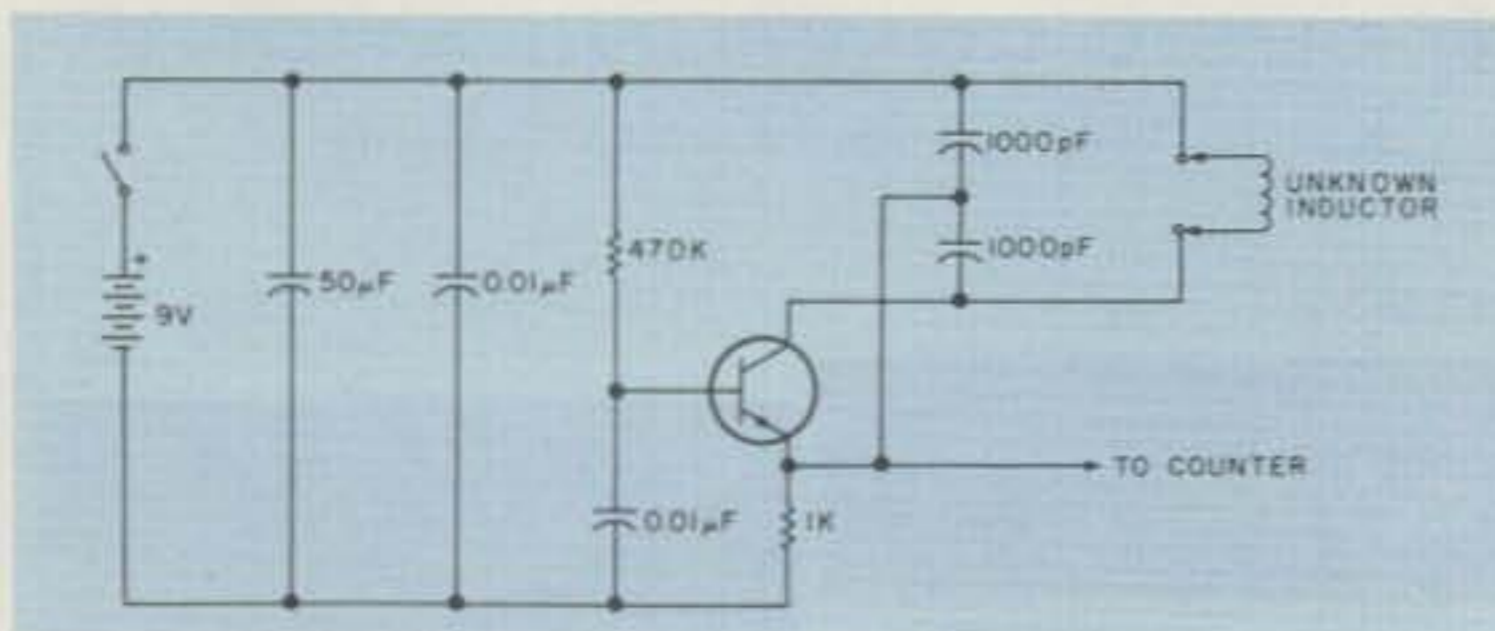 1000pF
UNKNOWN
INDUCTOR
470K
1000pF
50µF
0.01µF
+
9V
TO COUNTER
0.01µF
1K